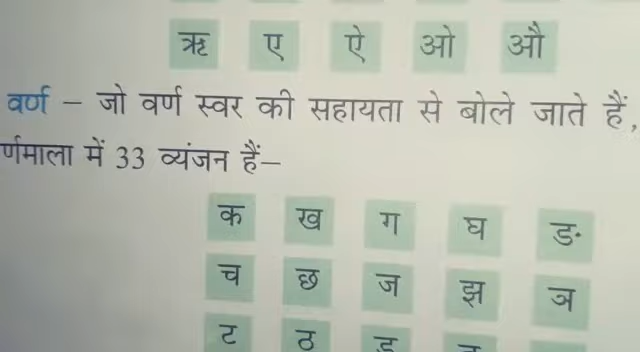 ऋ ए ऐ ओ औ
वर्ण – जो वर्ण स्वर की सहायता से बोले जाते हैं,
र्णमाला में 33 व्यंजन हैं–
क ख ग घ ङ
च छ ज झ ञ
ट ठ ड